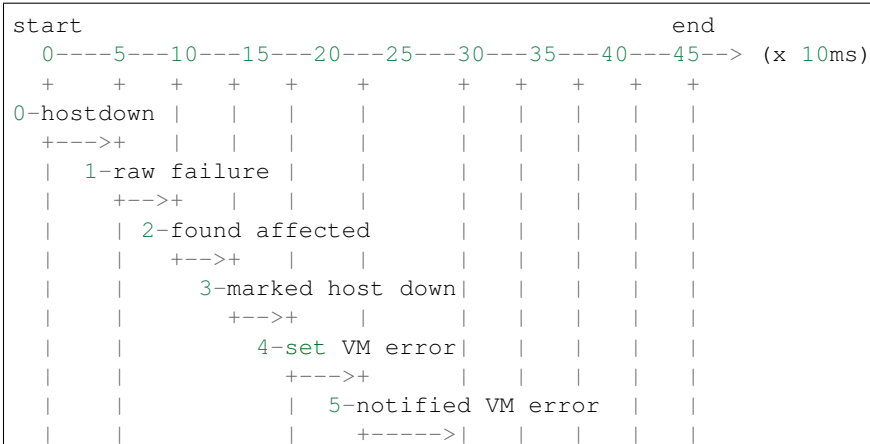 start                                         end
  0----5---10---15---20---25---30---35---40---45--> (x 10ms)
  +    +   +   +   +    +      +   +   +   +   +
0-hostdown |   |   |    |      |   |   |   |   |
  +--->+   |   |   |    |      |   |   |   |   |
  |  1-raw failure |    |      |   |   |   |   |
  |    +-->+   |   |    |      |   |   |   |   |
  |    | 2-found affected      |   |   |   |   |
  |    |   +-->+   |    |      |   |   |   |   |
  |    |     3-marked host down|   |   |   |   |
  |    |       +-->+    |      |   |   |   |   |
  |    |         4-set VM error|   |   |   |   |
  |    |           +--->+      |   |   |   |   |
  |    |           |  5-notified VM error  |   |
  |    |           |    +----->|   |   |   |   |